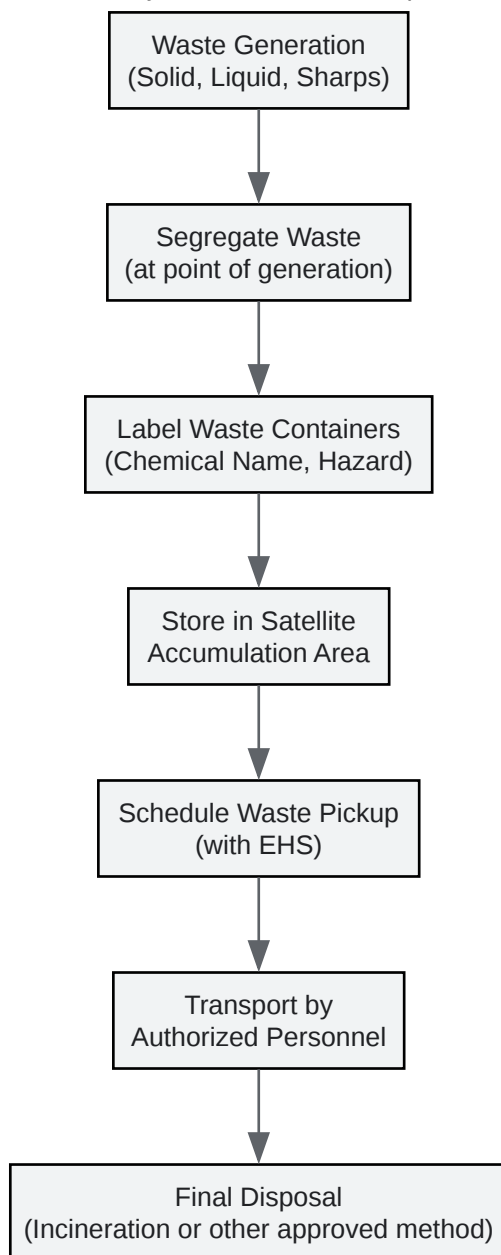 Waste Generation
(Solid, Liquid, Sharps)
Segregate Waste
(at point of generation)
Label Waste Containers
(Chemical Name, Hazard)
Store in Satellite
Accumulation Area
Schedule Waste Pickup
(with EHS)
Transport by
Authorized Personnel
Final Disposal
(Incineration or other approved method)